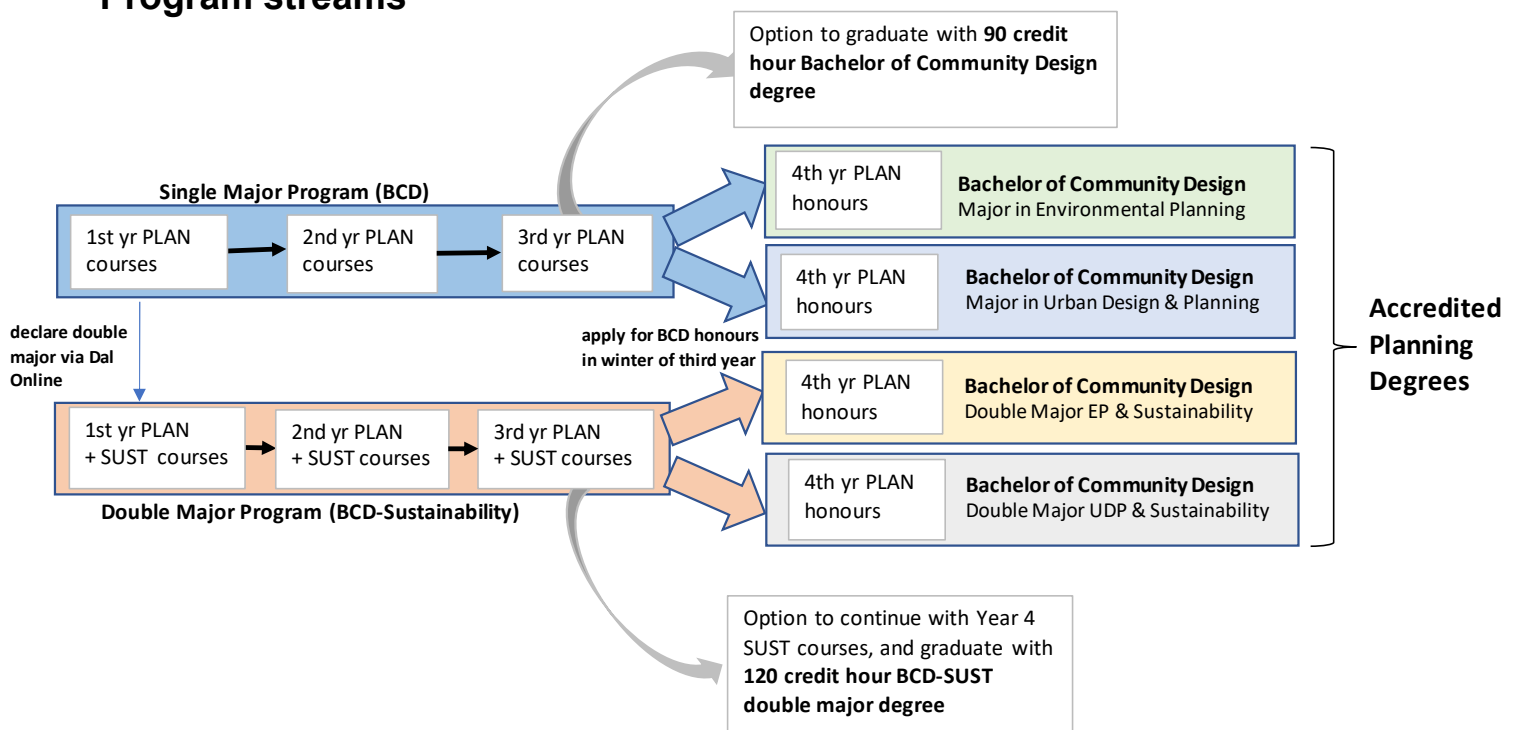 Program streams
Option to graduate with 90 credit
hour Bachelor of Community Design
degree
Single Major Program (BCD)
1st yr PLAN
courses
2nd yr PLAN
courses
3rd yr PLAN
courses
4th yr PLAN
honours
Bachelor of Community Design
Major in Environmental Planning
4th yr PLAN
honours
Bachelor of Community Design
Major in Urban Design & Planning
declare double
major via Dal
Online
apply for BCD honours
in winter of third year
Accredited
Planning
Degrees
1st yr PLAN
+ SUST courses
2nd yr PLAN
+ SUST courses
3rd yr PLAN
+ SUST courses
4th yr PLAN
honours
Bachelor of Community Design
Double Major EP & Sustainability
4th yr PLAN
honours
Bachelor of Community Design
Double Major UDP & Sustainability
Double Major Program (BCD-Sustainability)
Option to continue with Year 4
SUST courses, and graduate with
120 credit hour BCD-SUST
double major degree